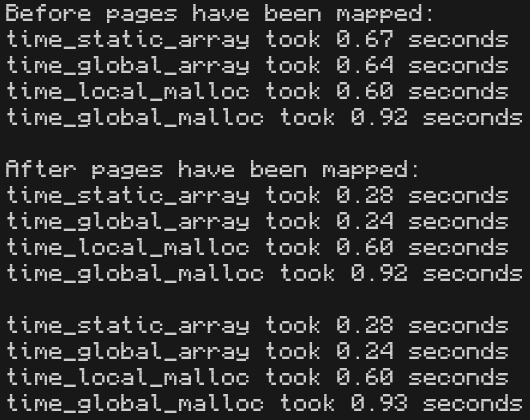 Before pages have been mapped:
time_static_array took 0.67 seconds
time_global_array took 0.64 seconds
time_local_malloc took 0.60 seconds
time_global_malloc took 0.92 seconds
After pages have been mapped:
time_static_array took 0.28 seconds
time_global_array took 0.24 seconds
time_local_malloc took 0.60 seconds
time_global_malloc took 0.92 seconds
time_static_array took 0.28 seconds
time_global_array took 0.24 seconds
time_local_malloc took 0.60 seconds
time_global_malloc took 0.93 seconds